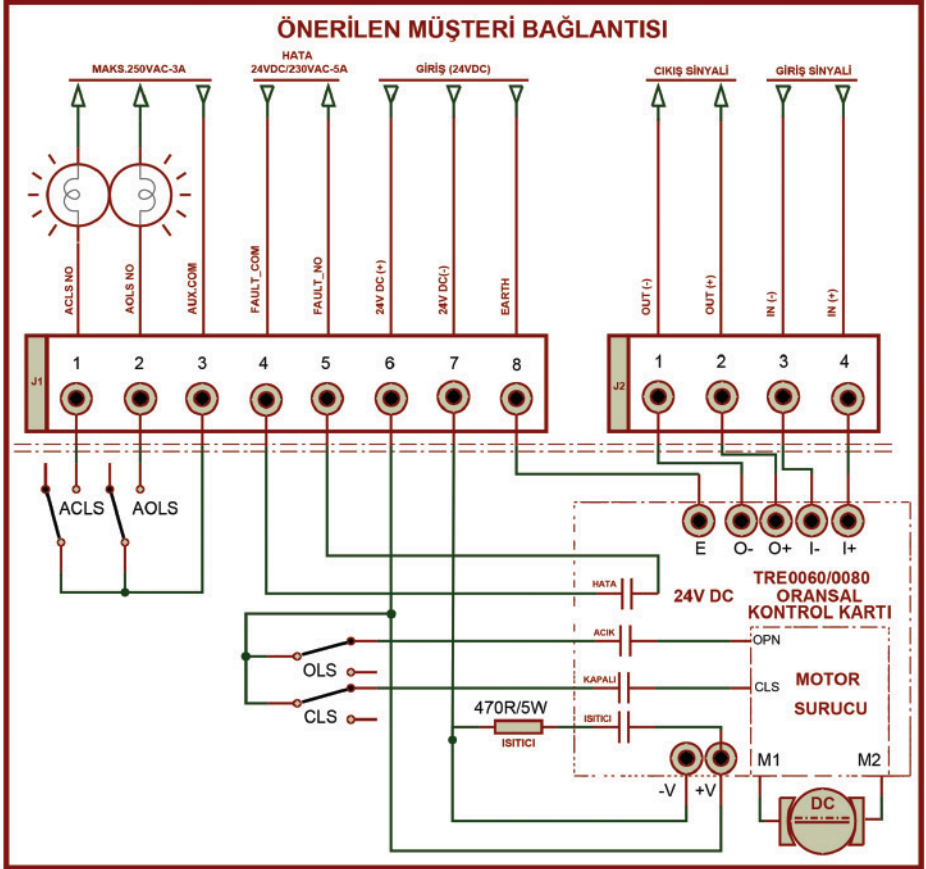 ÖNERİLEN MÜŞTERİ BAĞLANTISI
MAKS.250VAC-3A
HATA
24VDC/230VAC-5A
GİRİŞ (24VDC)
CIKIŞ SİNYALİ
GİRİŞ SİNYALİ
ACLS NO
AOLS NO
AUX.COM
FAULT_COM
FAULT_NO
24V DC (+)
24V DC(-)
EARTH
OUT (-)
OUT (+)
IN (-)
IN (+)
J1
1 2 3 4 5 6 7 8
J2
1 2 3 4
ACLS AOLS
E O- O+ I- I+
HATA
24V DC
TRE0060/0080
ORANSAL
KONTROL KARTI
ACIK
OPN
OLS
KAPALI
CLS
MOTOR
SURUCU
CLS
470R/5W
ISITICI
ISITICI
M1 M2
-V +V
DC